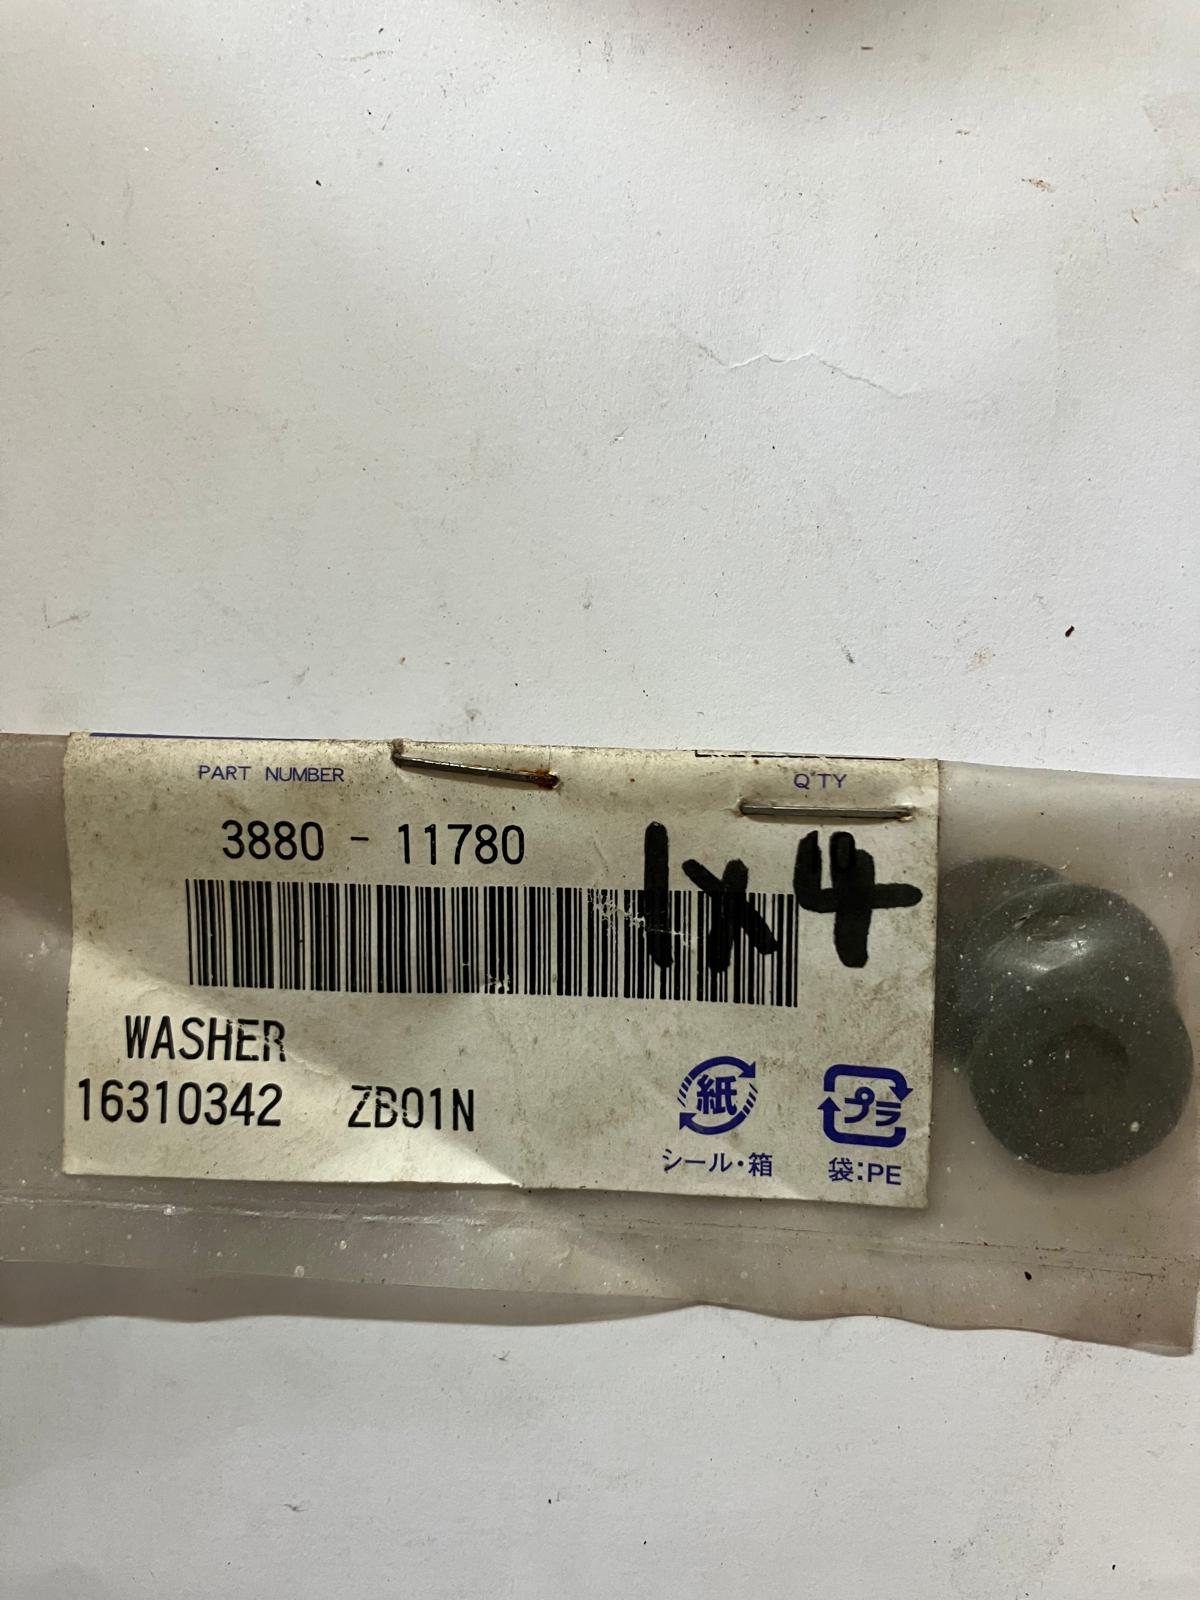 PART NUMBER
Q'TY
3880 - 11780
1x4
WASHER
16310342 ZB01N
紙
プラ
シール・箱
袋:PE